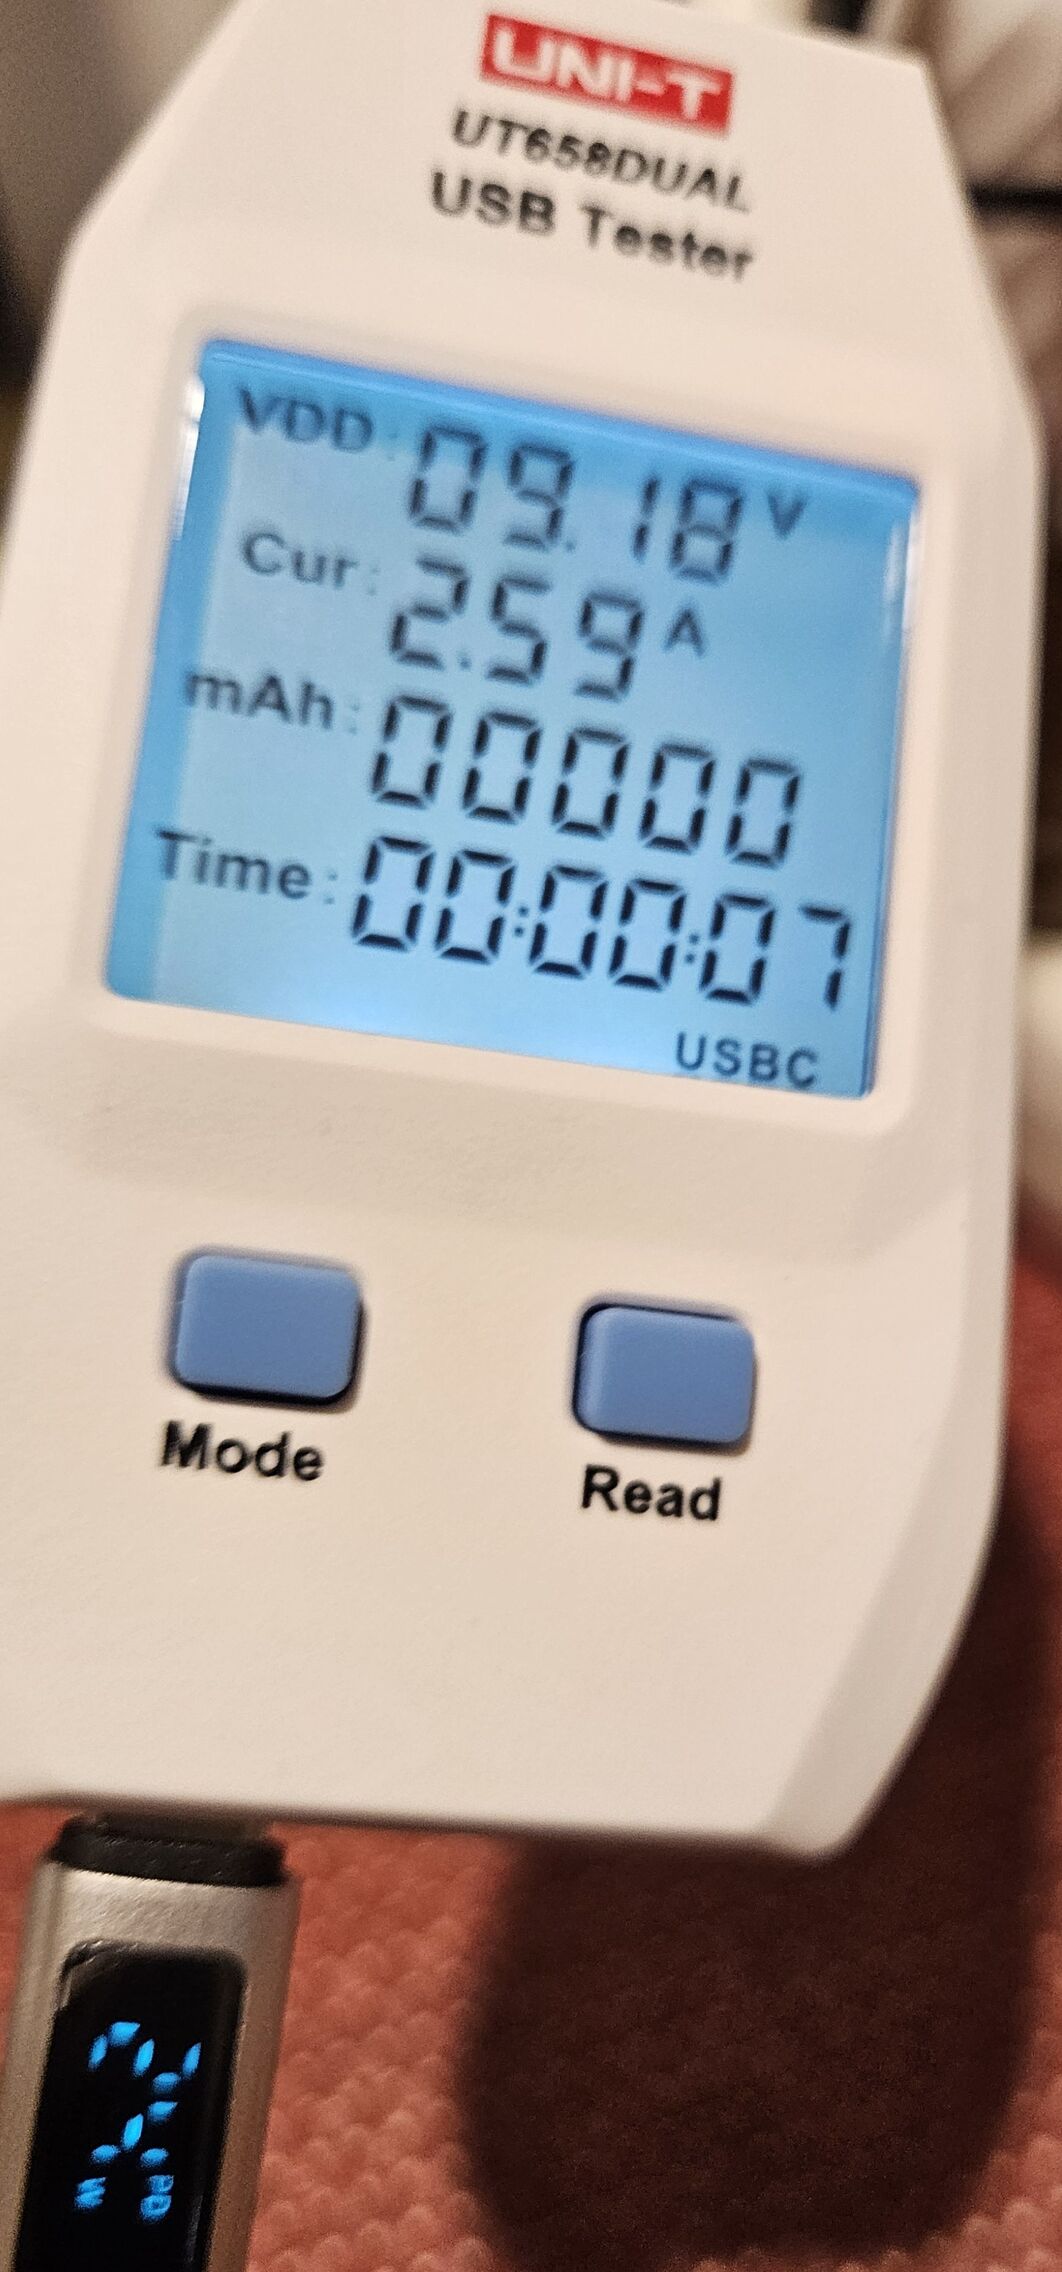 UNI-T
UT658DUAL
USB Tester
VDD: 09.18 V
Cur: 2.59 A
mAh: 00000
Time: 00:00:07
USBC
Mode
Read
W PD